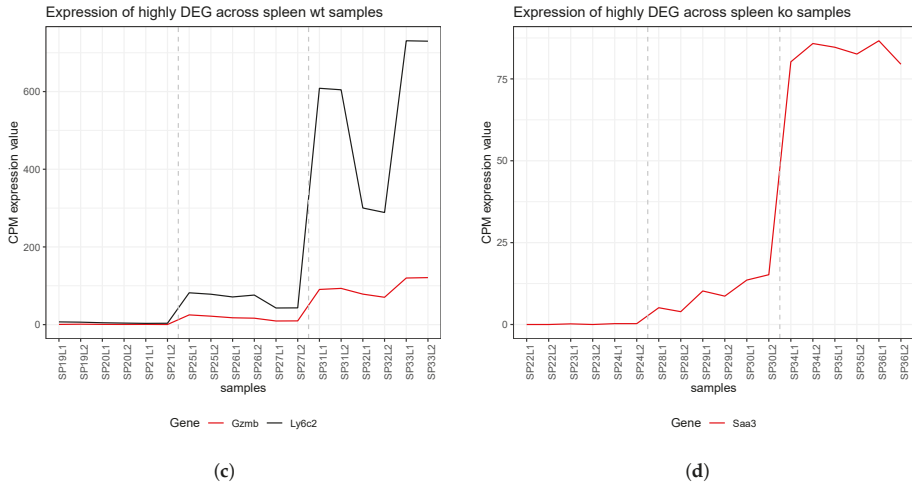 Expression of highly DEG across spleen wt samples
CPM expression value
600
400
200
0
SP19L1 SP19L2 SP20L1 SP20L2 SP21L1 SP21L2 SP25L1 SP25L2 SP26L1 SP26L2 SP27L1 SP27L2 SP31L1 SP31L2 SP32L1 SP32L2 SP33L1 SP33L2
samples
Gene Gzmb Ly6c2
(c)
Expression of highly DEG across spleen ko samples
CPM expression value
75
50
25
0
SP22L1 SP22L2 SP23L1 SP23L2 SP24L1 SP24L2 SP28L1 SP28L2 SP29L1 SP29L2 SP30L1 SP30L2 SP34L1 SP34L2 SP35L1 SP35L2 SP36L1 SP36L2
samples
Gene Saa3
(d)